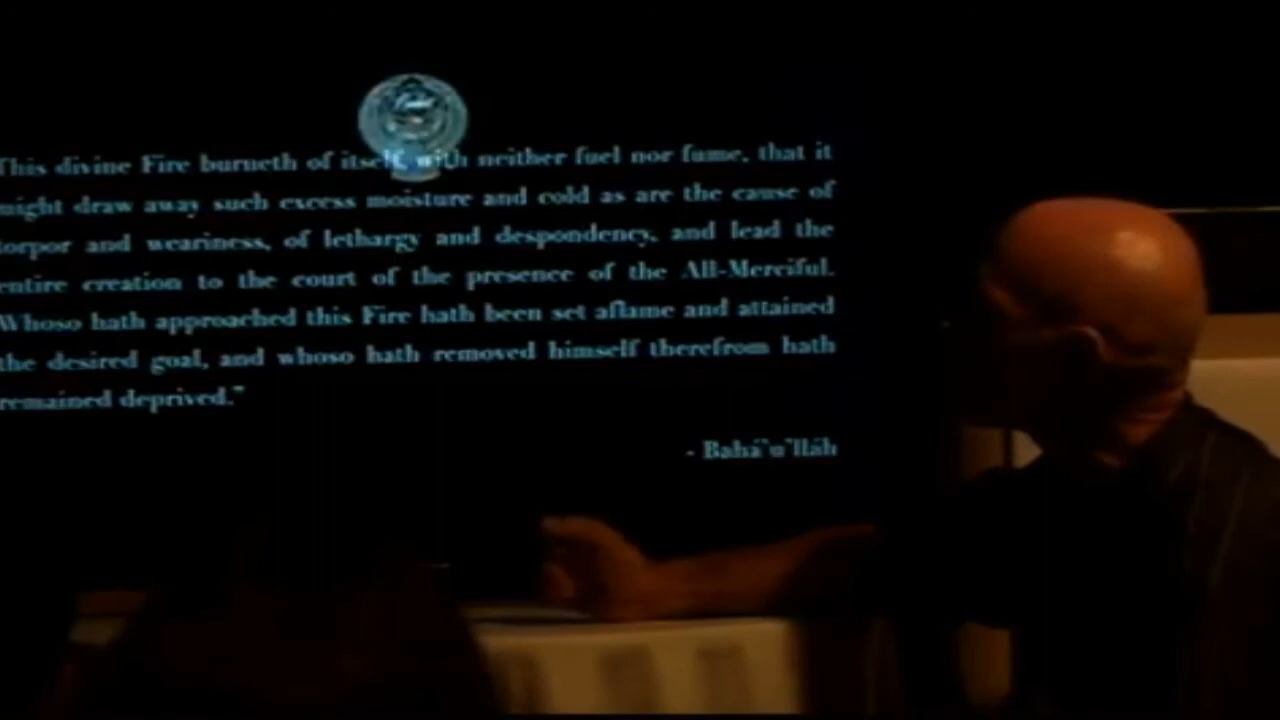 This divine Fire burneth of itself, with neither fuel nor fume, that it
might draw away such excess moisture and cold as are the cause of
torpor and weariness, of lethargy and despondency, and lead the
entire creation to the court of the presence of the All-Merciful.
Whoso hath approached this Fire hath been set aflame and attained
the desired goal, and whoso hath removed himself therefrom hath
remained deprived."
- Bahá'u'lláh